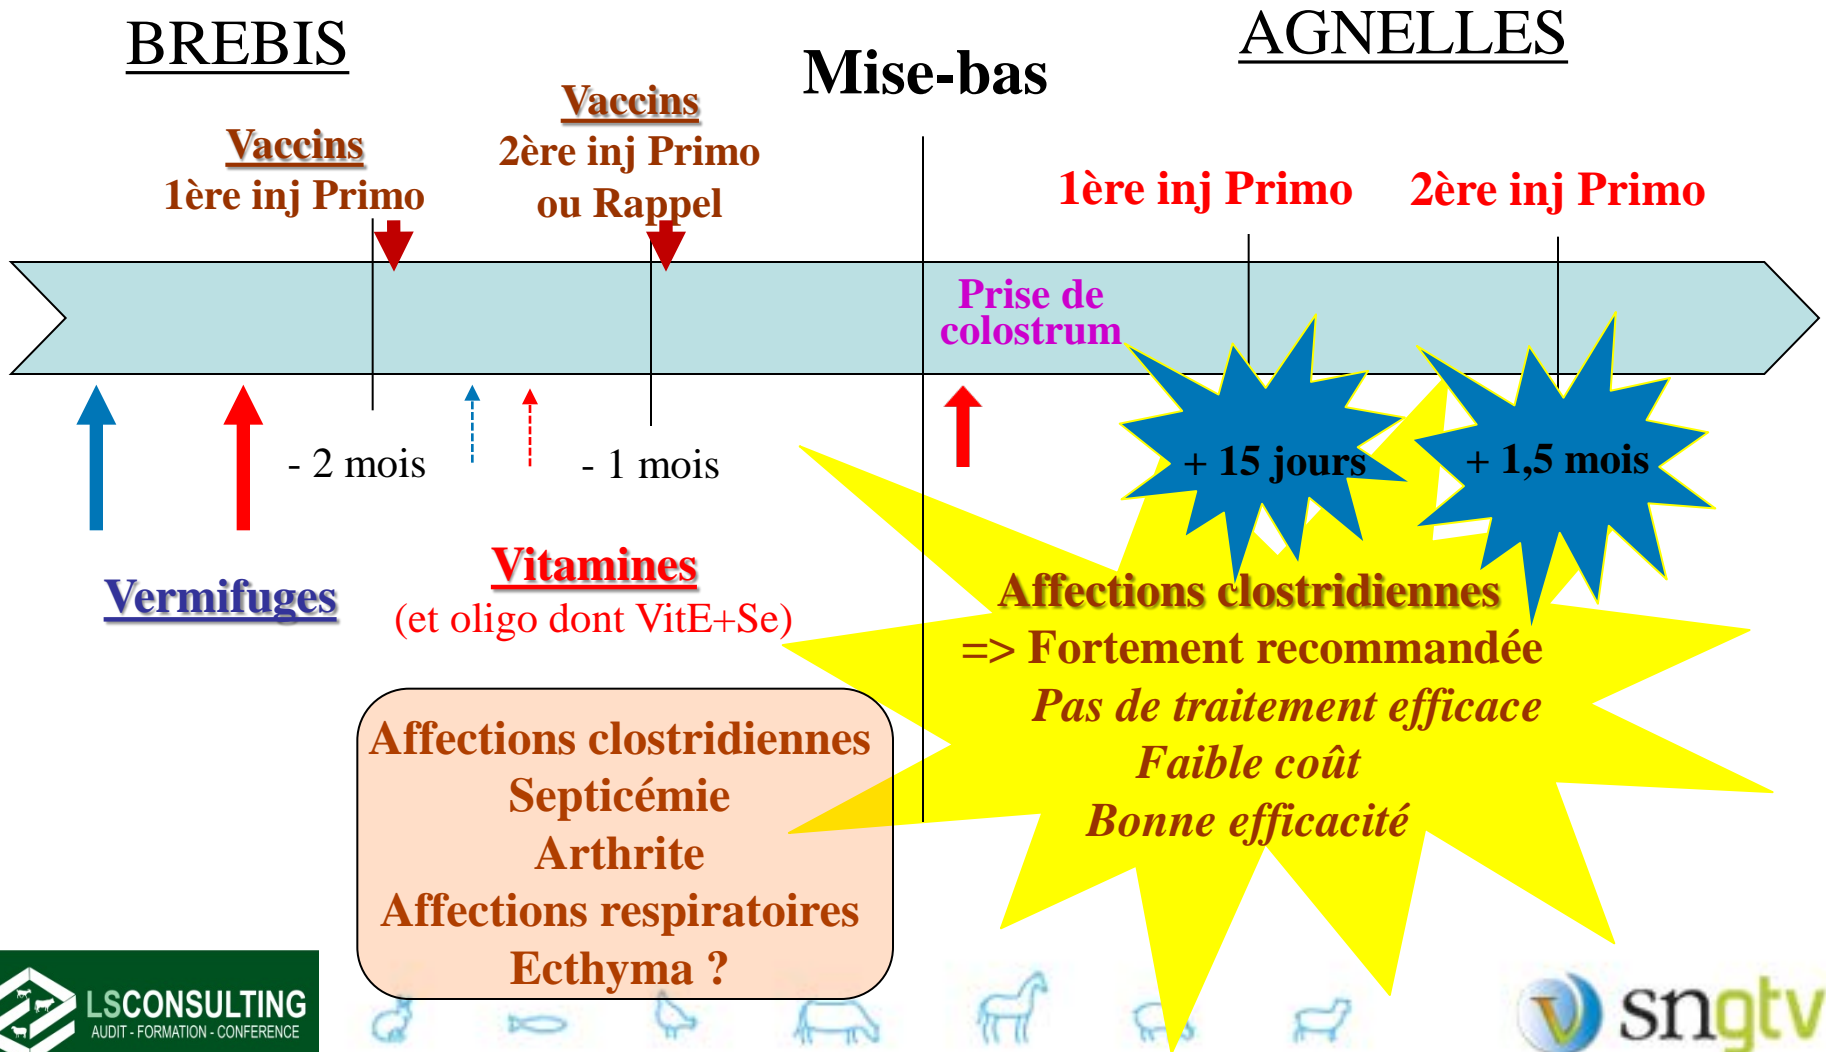 BREBIS
Mise-bas
AGNELLES
Vaccins
1ère inj Primo
Vaccins
2ère inj Primo
ou Rappel
1ère inj Primo
2ère inj Primo
Prise de
colostrum
- 2 mois
- 1 mois
+ 15 jours
+ 1,5 mois
Vermifuges
Vitamines
(et oligo dont VitE+Se)
Affections clostridiennes
=> Fortement recommandée
Pas de traitement efficace
Faible coût
Bonne efficacité
Affections clostridiennes
Septicémie
Arthrite
Affections respiratoires
Ecthyma ?
LSCONSULTING
AUDIT - FORMATION - CONFERENCE
sngtv